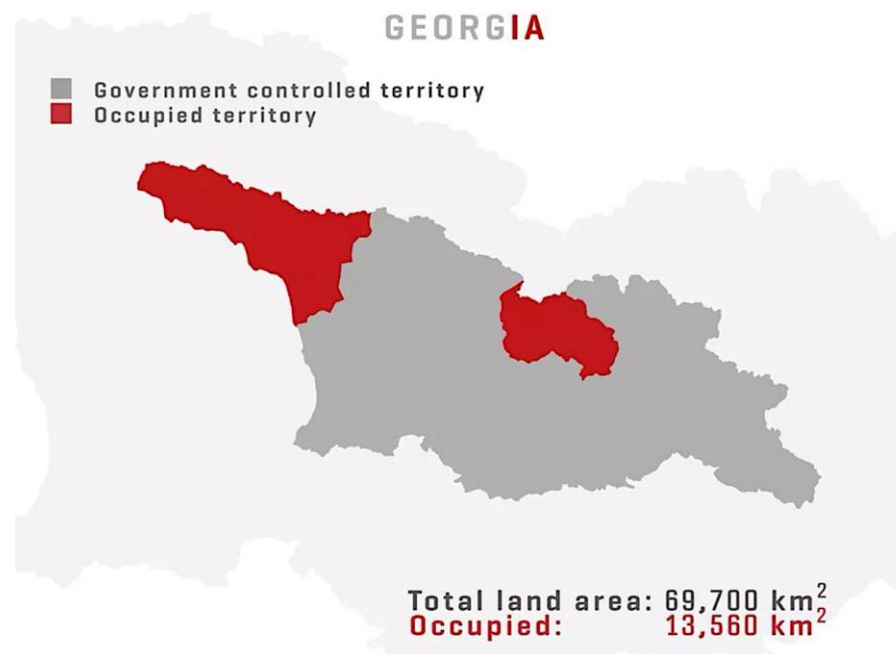 GEORGIA
Government controlled territory
Occupied territory
Total land area: 69,700 km²
Occupied: 13,560 km²